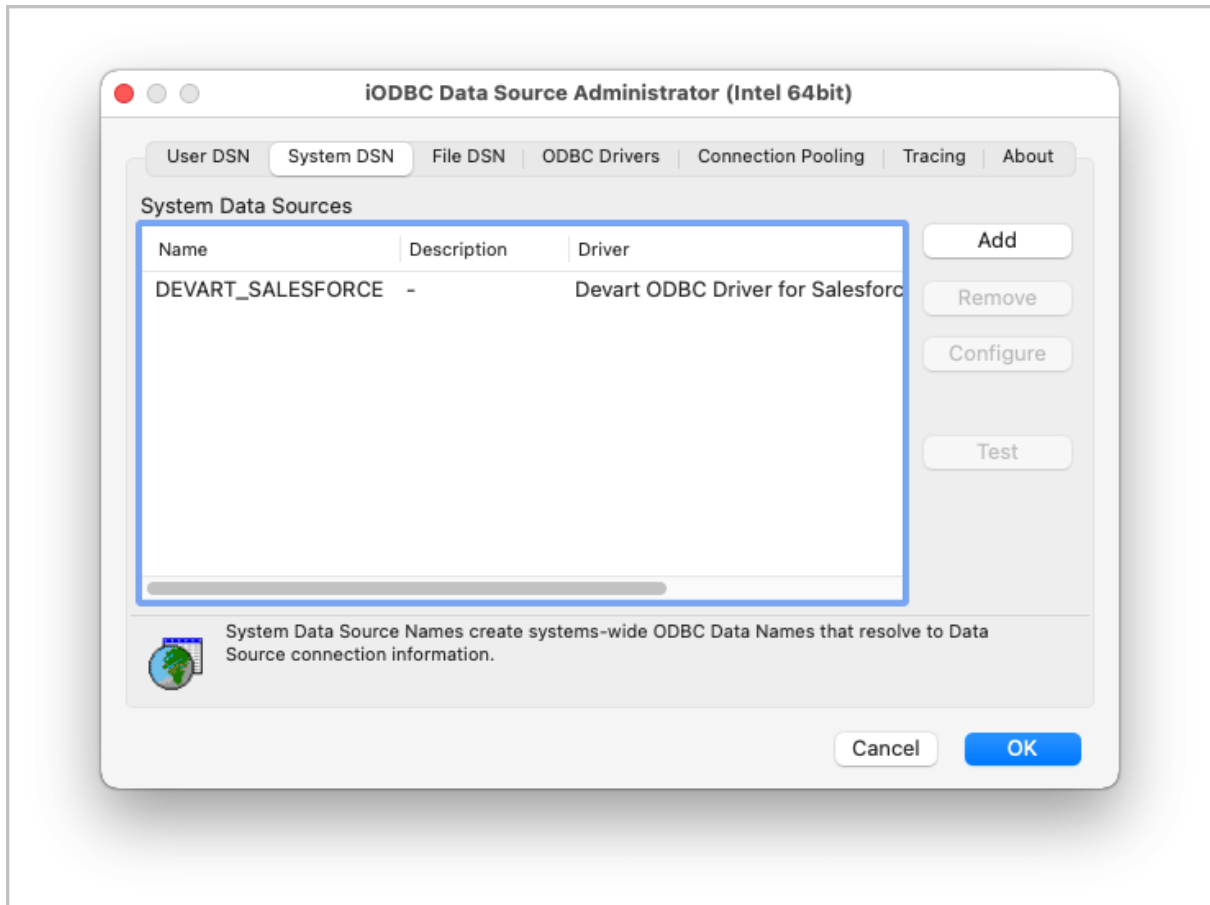 iODBC Data Source Administrator (Intel 64bit)
User DSN System DSN File DSN ODBC Drivers Connection Pooling Tracing About
System Data Sources
Name Description Driver
DEVART_SALESFORCE - Devart ODBC Driver for Salesforc
Add
Remove
Configure
Test
System Data Source Names create systems-wide ODBC Data Names that resolve to Data
Source connection information.
Cancel OK